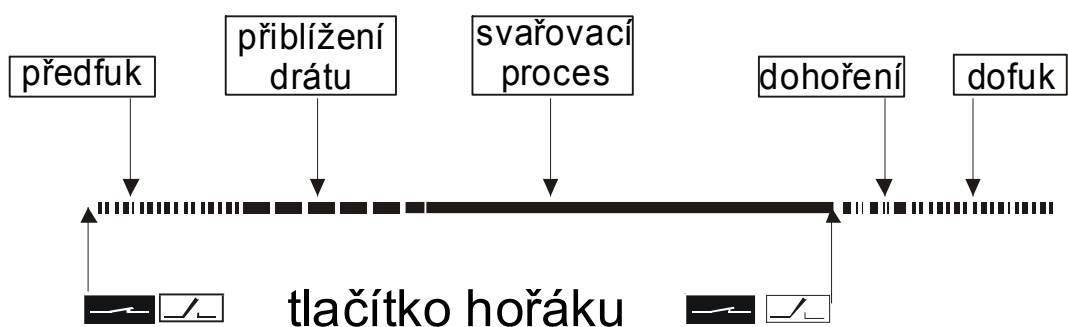 předfuk
přiblížení
drátu
svařovací
proces
dohoření
dofuk
tlačítko hořáku